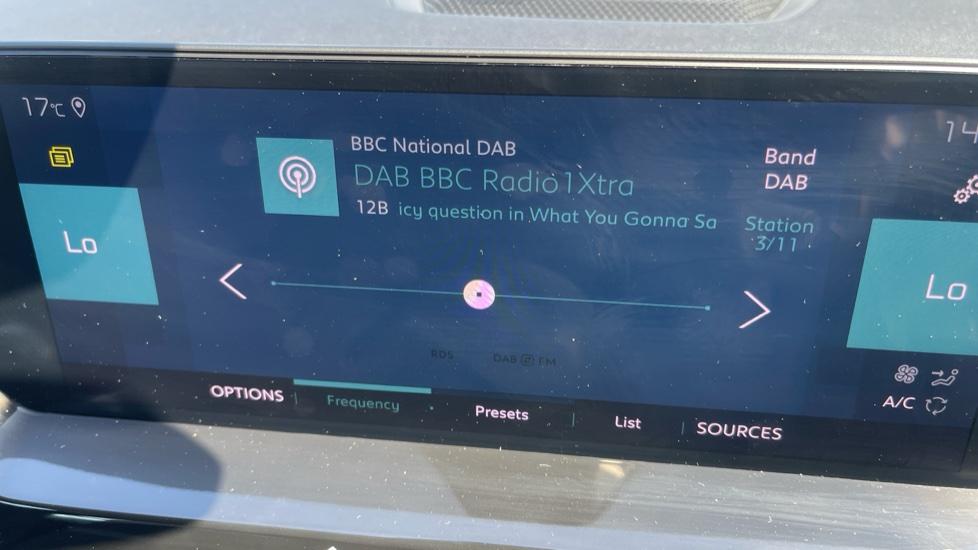 17°C
14
BBC National DAB
DAB BBC Radio 1Xtra
12B icy question in What You Gonna Sa
Band
DAB
Station
3/11
Lo
Lo
RDS DAB FM
A/C
OPTIONS Frequency Presets List SOURCES